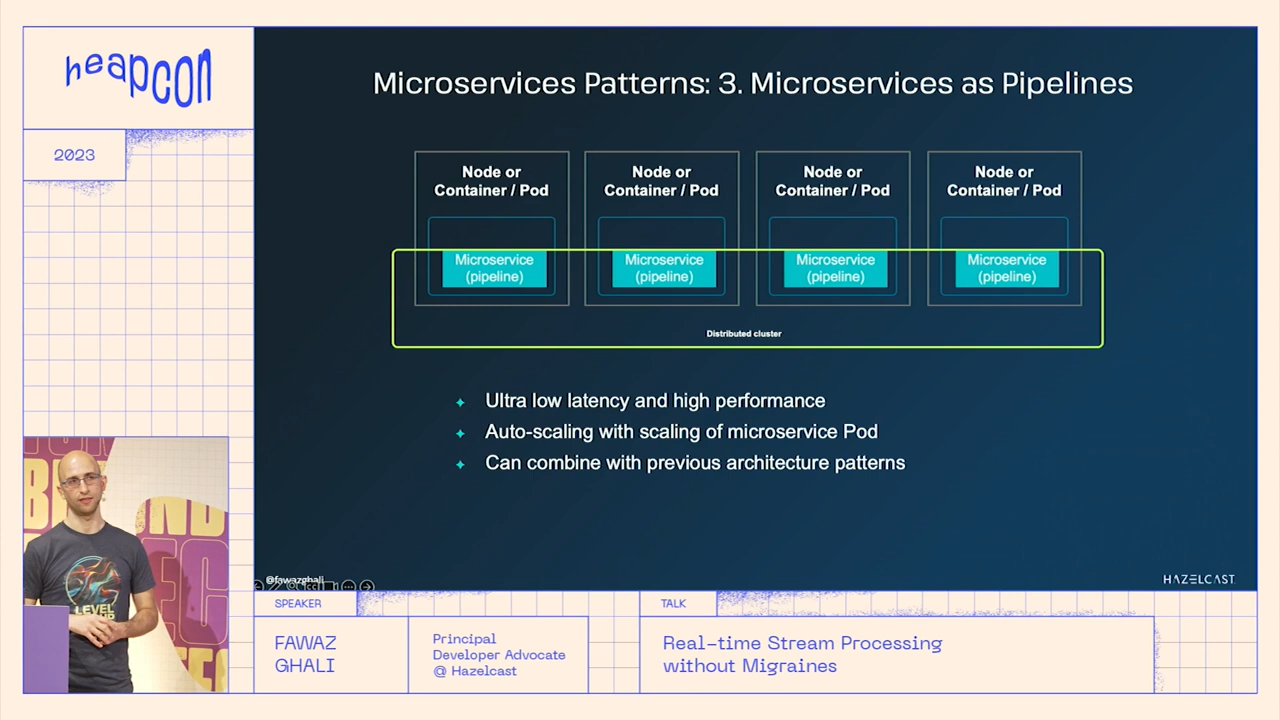 heapcon
2023
Microservices Patterns: 3. Microservices as Pipelines
Node or
Container / Pod
Node or
Container / Pod
Node or
Container / Pod
Node or
Container / Pod
Microservice
(pipeline)
Microservice
(pipeline)
Microservice
(pipeline)
Microservice
(pipeline)
Distributed cluster
Ultra low latency and high performance
Auto-scaling with scaling of microservice Pod
Can combine with previous architecture patterns
@fawazghali
HAZELCAST
LEVEL
SPEAKER
FAWAZ
GHALI
Principal
Developer Advocate
@ Hazelcast
TALK
Real-time Stream Processing
without Migraines